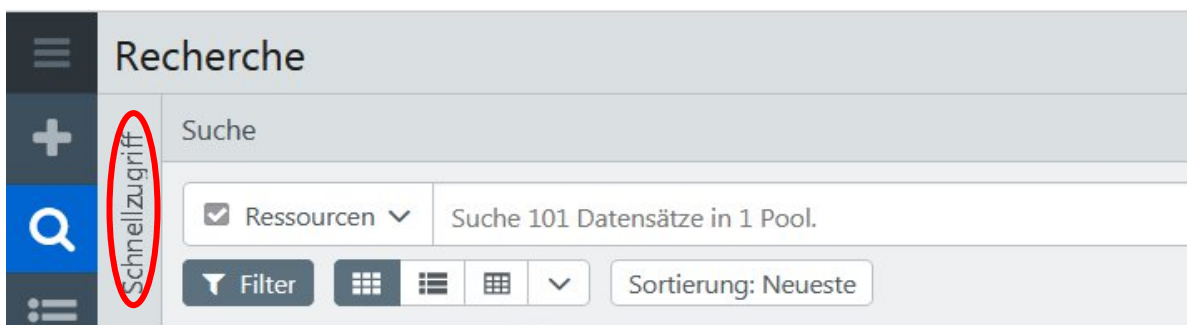 Recherche
Schnellzugriff
Suche
Ressourcen
Suche 101 Datensätze in 1 Pool.
Filter
Sortierung: Neueste